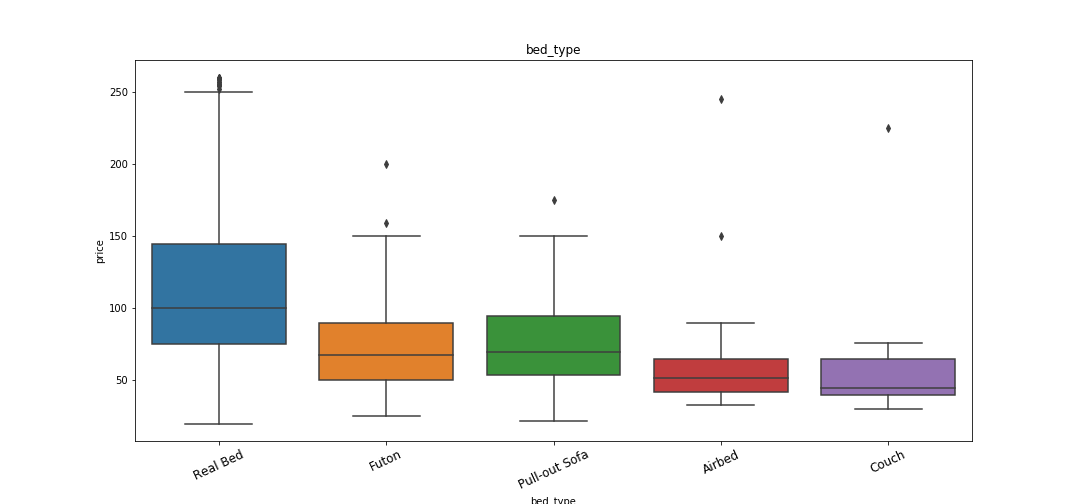 bed_type
250
200
150
100
50
price
Real Bed
Futon
Pull-out Sofa
Airbed
Couch
bed_type